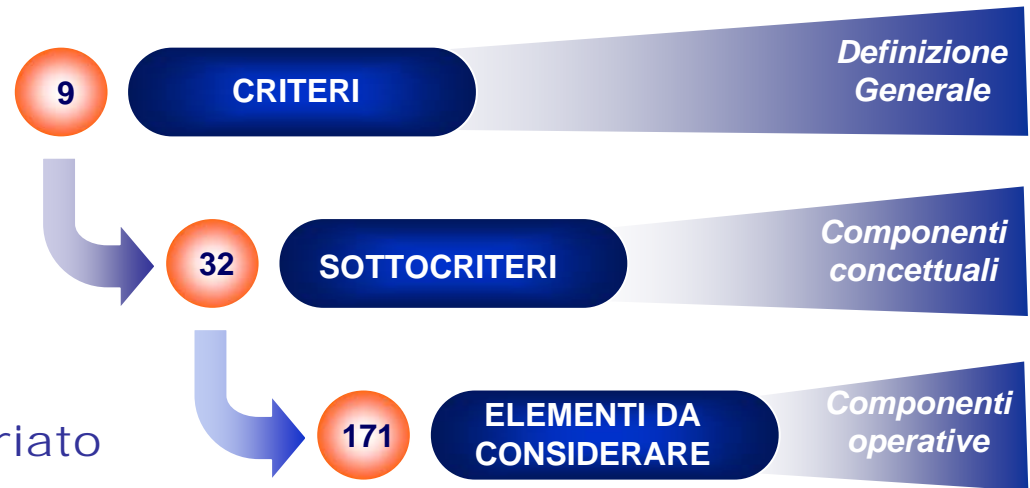 9
CRITERI
Definizione
Generale
32
SOTTOCRITERI
Componenti
concettuali
171
ELEMENTI DA
CONSIDERARE
Componenti
operative
riato